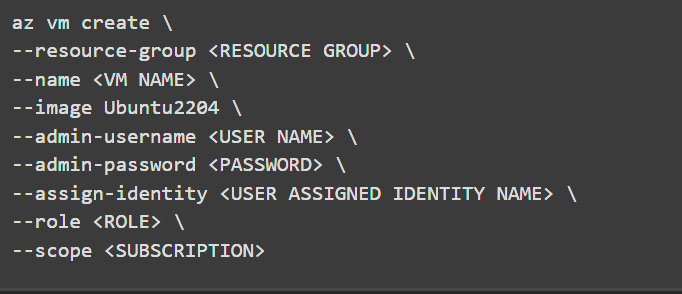 az vm create \
--resource-group <RESOURCE GROUP> \
--name <VM NAME> \
--image Ubuntu2204 \
--admin-username <USER NAME> \
--admin-password <PASSWORD> \
--assign-identity <USER ASSIGNED IDENTITY NAME> \
--role <ROLE> \
--scope <SUBSCRIPTION>